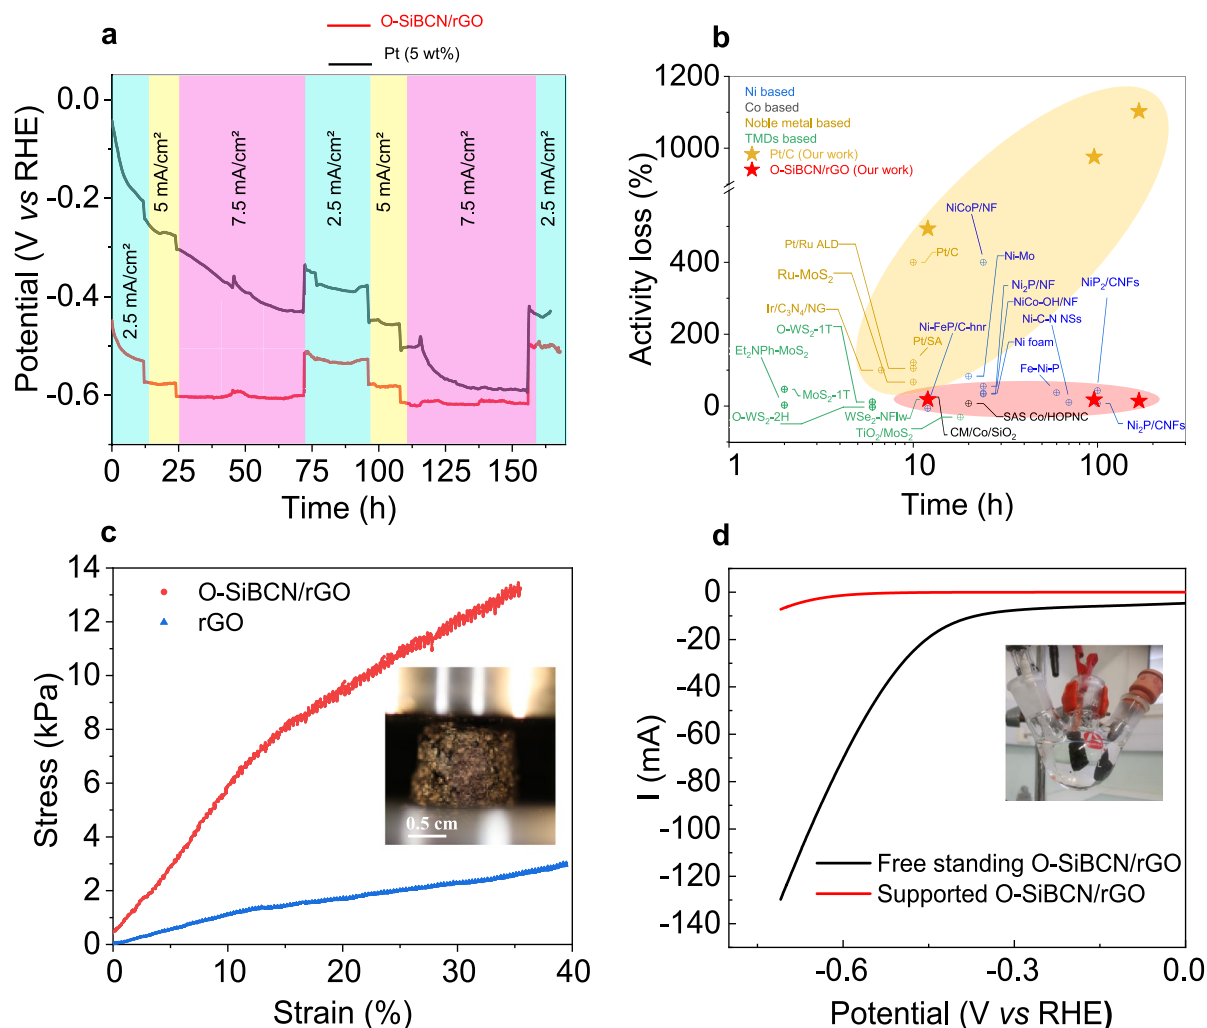 a
O-SiBCN/rGO
Pt (5 wt%)
0.0
-0.2
-0.4
-0.6
Potential (V vs RHE)
2.5 mA/cm²
5 mA/cm²
7.5 mA/cm²
2.5 mA/cm²
5 mA/cm²
7.5 mA/cm²
2.5 mA/cm²
0 25 50 75 100 125 150
Time (h)
b
1200
1000
400
200
0
Activity loss (%)
Ni based
Co based
Noble metal based
TMDs based
Pt/C (Our work)
O-SiBCN/rGO (Our work)
NiCoP/NF
Pt/Ru ALD
Pt/C
Ni-Mo
Ru-MoS₂
Ni₂P/NF
NiP₂/CNFs
NiCo-OH/NF
Ir/C₃N₄/NG
Ni-C-N NSs
O-WS₂-1T
Ni-FeP/C-hnr
Pt/SA
Ni foam
Et₂NPh-MoS₂
Fe-Ni-P
MoS₂-1T
O-WS₂-2H
WSe₂-NFlw
SAS Co/HOPNC
Ni₂P/CNFs
TiO₂/MoS₂
CM/Co/SiO₂
1 10 100
Time (h)
c
14
12
10
8
6
4
2
0
Stress (kPa)
O-SiBCN/rGO
rGO
0.5 cm
0 10 20 30 40
Strain (%)
d
0
-20
-40
-60
-80
-100
-120
-140
I (mA)
Free standing O-SiBCN/rGO
Supported O-SiBCN/rGO
-0.6 -0.3 0.0
Potential (V vs RHE)